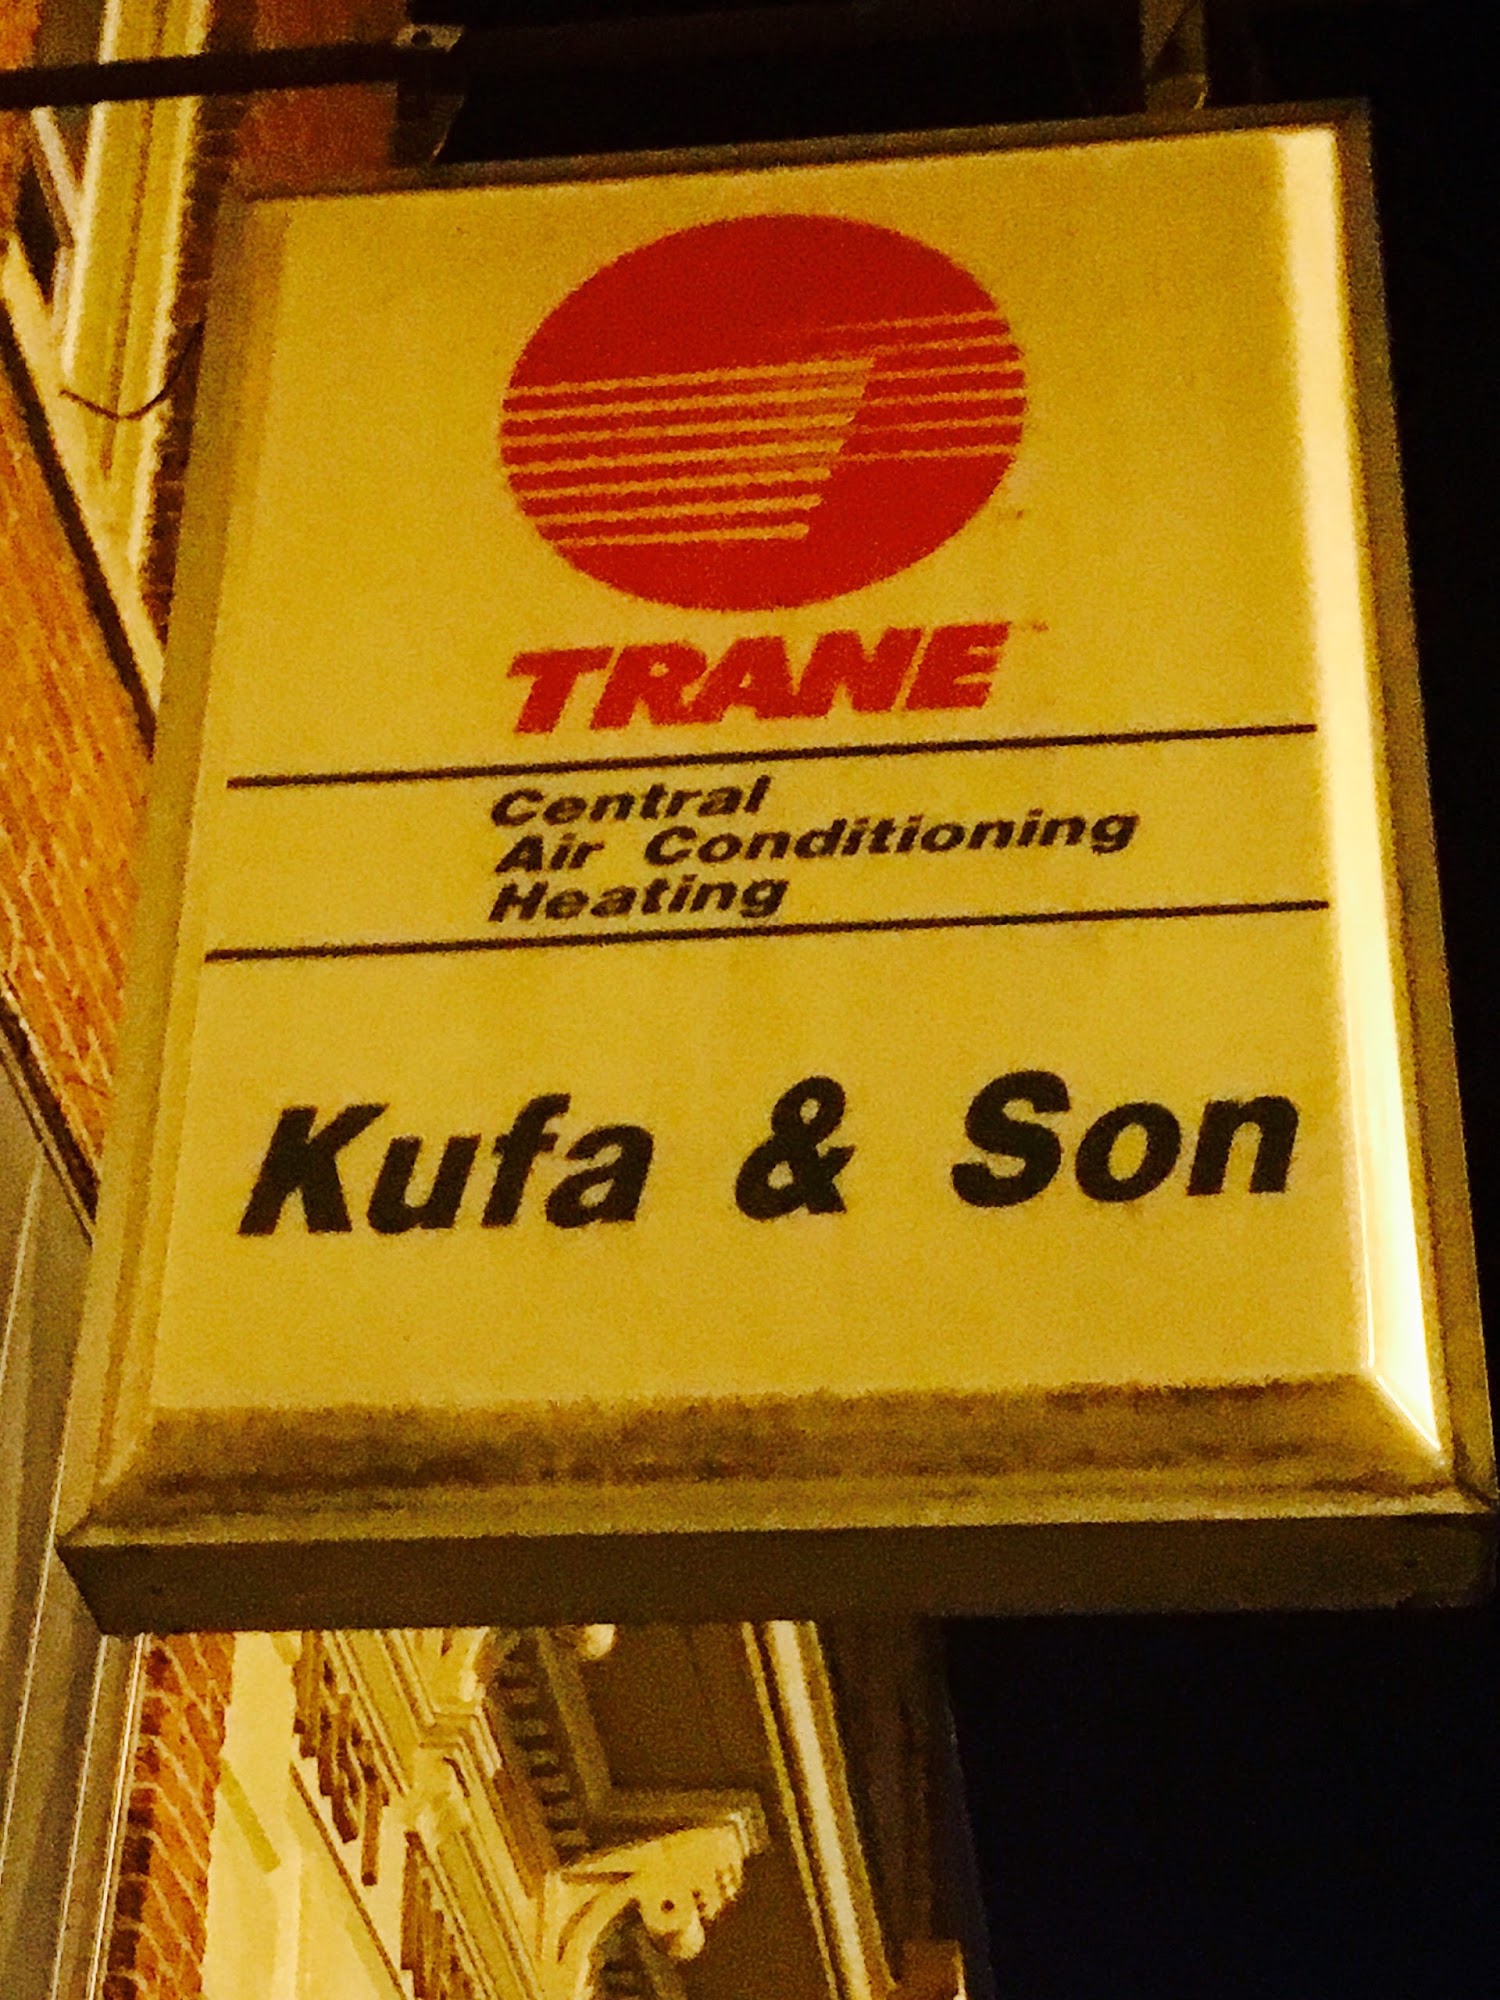 TRANE
Central
Air Conditioning
Heating
Kufa & Son